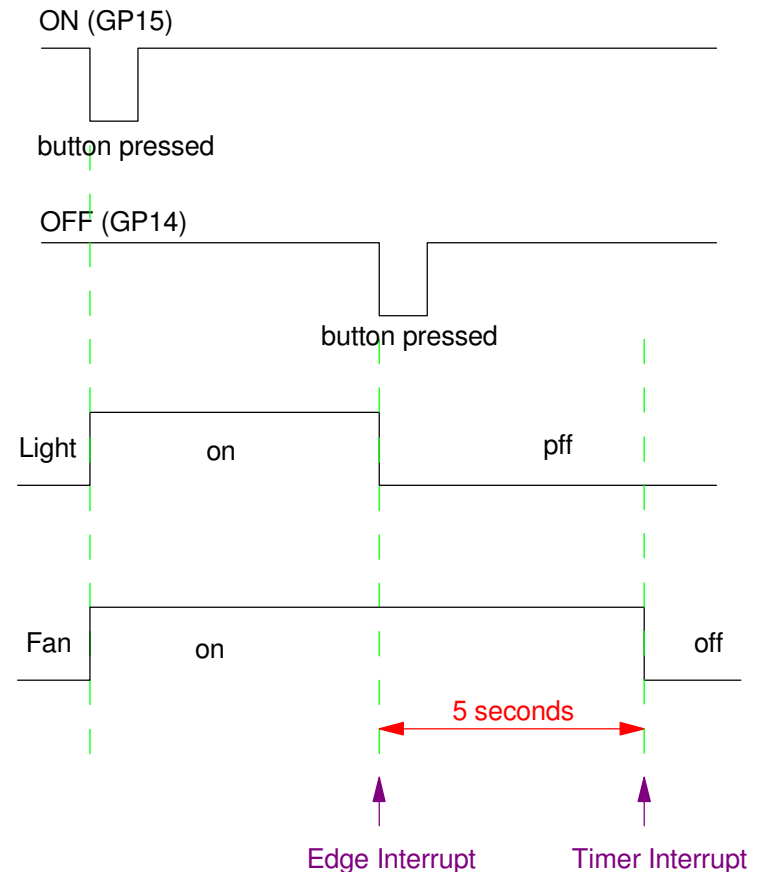 ON (GP15)
button pressed
OFF (GP14)
button pressed
Light
on
pff
Fan
on
off
5 seconds
Edge Interrupt
Timer Interrupt